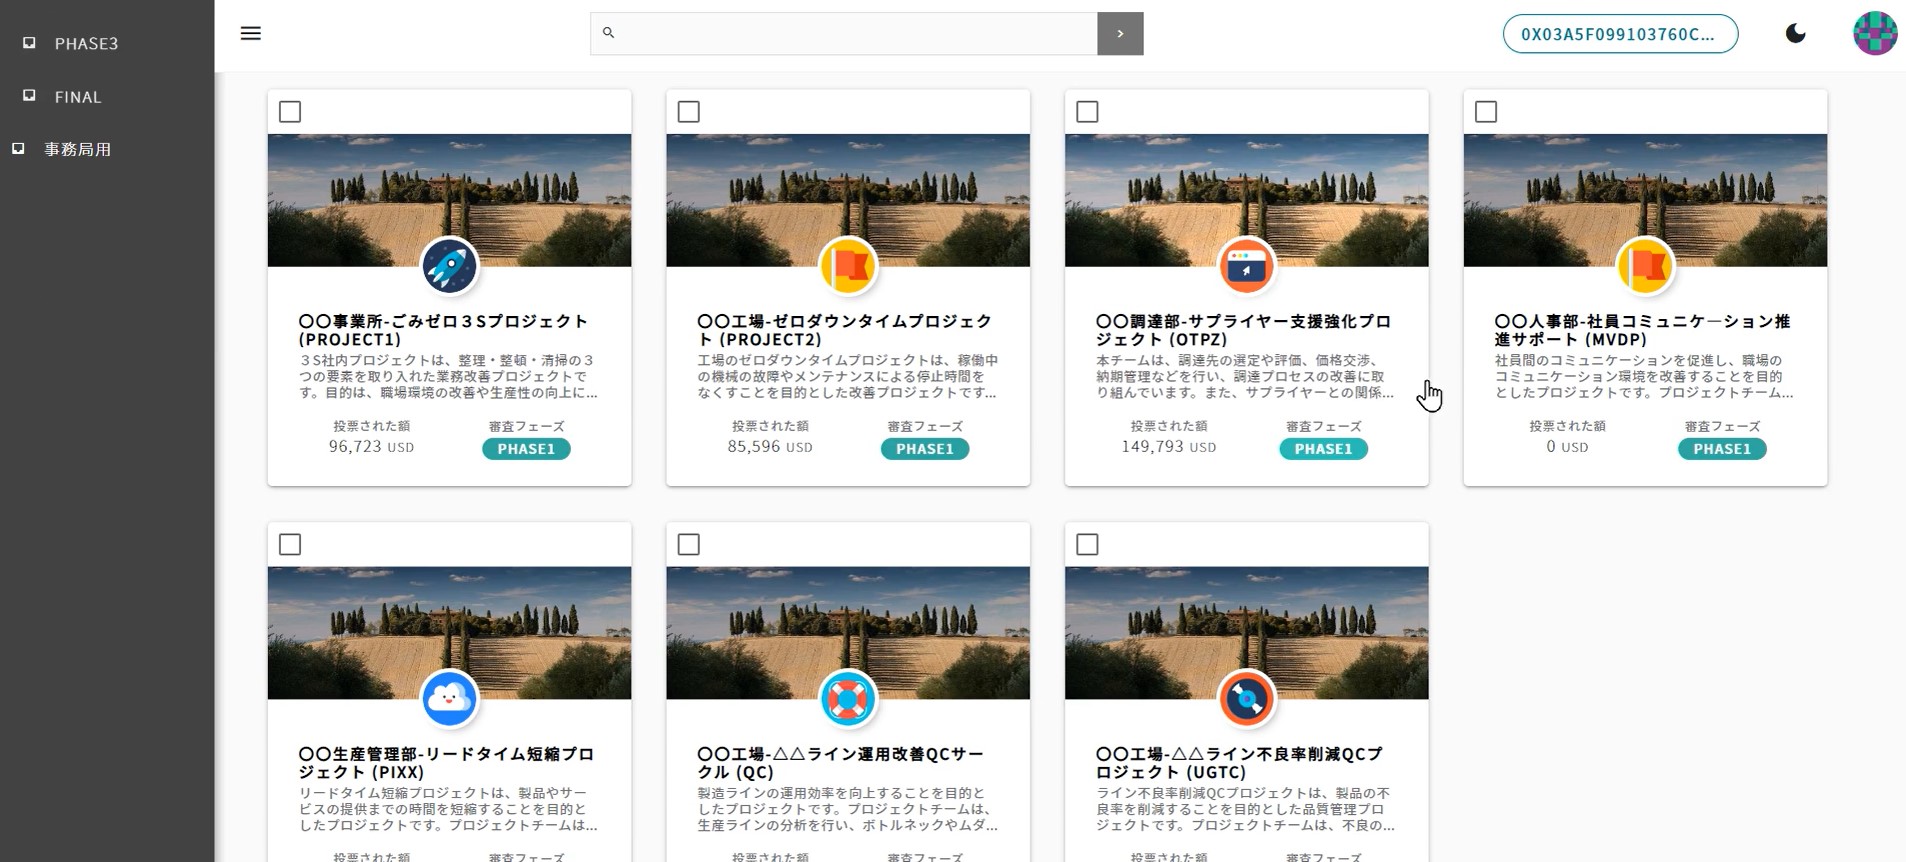 PHASE3
FINAL
事務局用
0X03A5F099103760C...
〇〇事業所-ごみゼロ３Sプロジェクト
(PROJECT1)
３S社内プロジェクトは、整理・整頓・清掃の３
つの要素を取り入れた業務改善プロジェクトで
す。目的は、職場環境の改善や生産性の向上に...
投票された額 審査フェーズ
96,723 USD PHASE1
〇〇工場-ゼロダウンタイムプロジェク
ト (PROJECT2)
工場のゼロダウンタイムプロジェクトは、稼働中
の機械の故障やメンテナンスによる停止時間を
なくすことを目的とした改善プロジェクトです...
投票された額 審査フェーズ
85,596 USD PHASE1
〇〇調達部-サプライヤー支援強化プロ
ジェクト (OTPZ)
本チームは、調達先の選定や評価、価格交渉、
納期管理などを行い、調達プロセスの改善に取
り組んでいます。また、サプライヤーとの関係...
投票された額 審査フェーズ
149,793 USD PHASE1
〇〇人事部-社員コミュニケ―ション推
進サポート (MVDP)
社員間のコミュニケーションを促進し、職場の
コミュニケーション環境を改善することを目的
としたプロジェクトです。プロジェクトチーム...
投票された額 審査フェーズ
0 USD PHASE1
〇〇生産管理部-リードタイム短縮プロ
ジェクト (PIXX)
リードタイム短縮プロジェクトは、製品やサー
ビスの提供までの時間を短縮することを目的と
したプロジェクトです。プロジェクトチームは...
投票された額 審査フェーズ
〇〇工場-△△ライン運用改善QCサー
クル (QC)
製造ラインの運用効率を向上することを目的と
したプロジェクトです。プロジェクトチームは、
生産ラインの分析を行い、ボトルネックやムダ...
投票された額 審査フェーズ
〇〇工場-△△ライン不良率削減QCプ
ロジェクト (UGTC)
ライン不良率削減QCプロジェクトは、製品の不
良率を削減することを目的とした品質管理プロ
ジェクトです。プロジェクトチームは、不良の...
投票された額 審査フェーズ